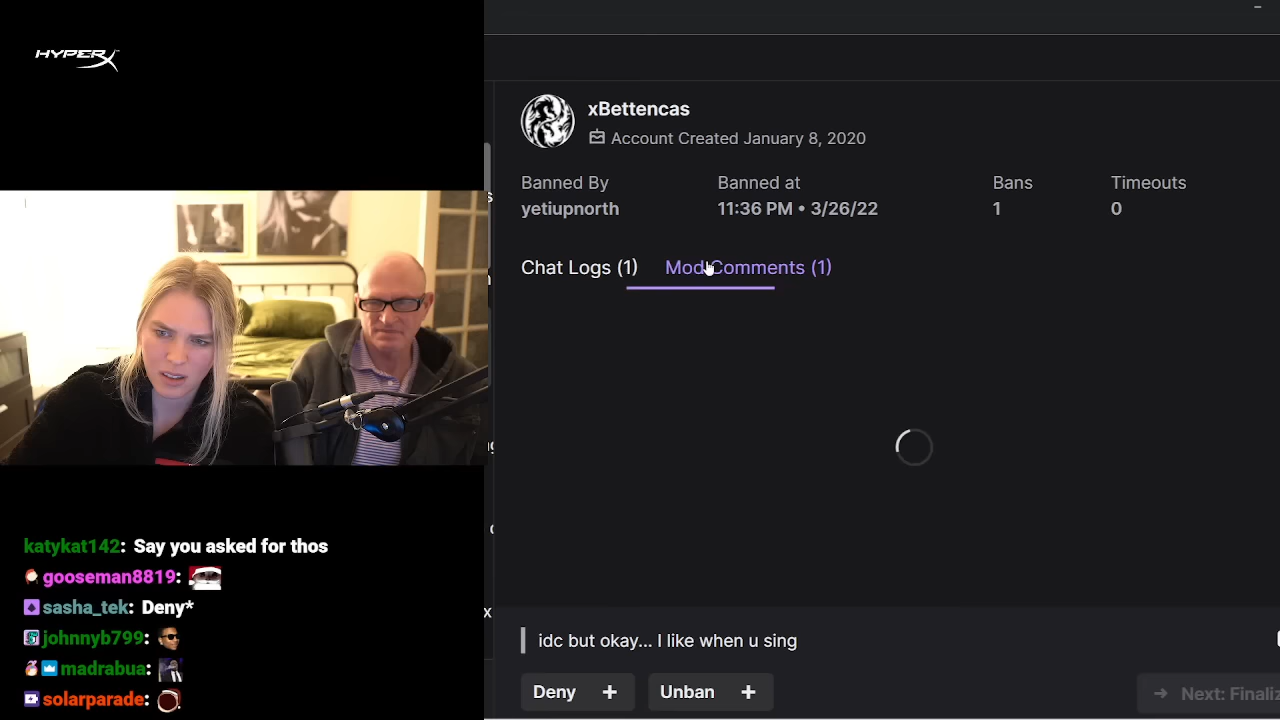 HYPERX
xBettencas
Account Created January 8, 2020
Banned By
Banned at
Bans
Timeouts
yetiupnorth
11:36 PM • 3/26/22
1
0
Chat Logs (1)
Mod Comments (1)
katykat142: Say you asked for thos
gooseman8819:
sasha_tek: Deny*
johnnyb799:
madrabua:
solarparade:
idc but okay... I like when u sing
Deny +
Unban +
→ Next: